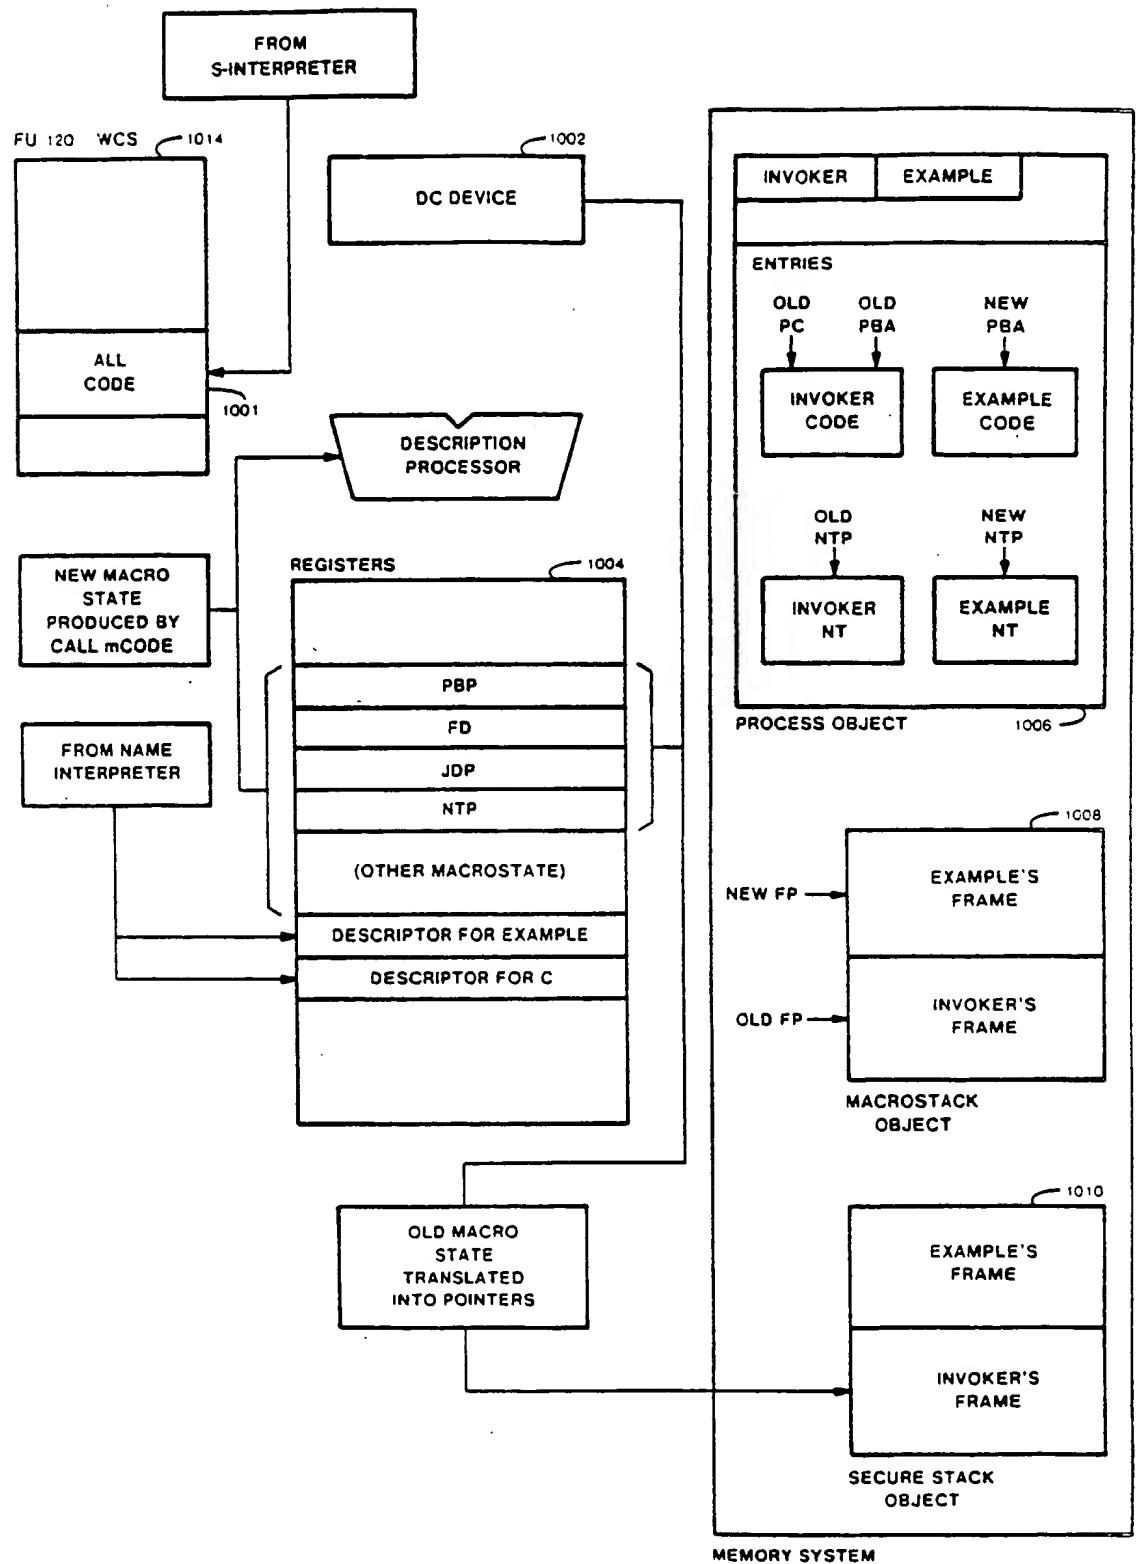 FROM
S-INTERPRETER
FU 120 WCS
1014
1002
DC DEVICE
ALL
CODE
1001
DESCRIPTION
PROCESSOR
NEW MACRO
STATE
PRODUCED BY
CALL mCODE
REGISTERS
1004
PBP
FD
JDP
NTP
(OTHER MACROSTATE)
DESCRIPTOR FOR EXAMPLE
DESCRIPTOR FOR C
FROM NAME
INTERPRETER
OLD MACRO
STATE
TRANSLATED
INTO POINTERS
INVOKER
EXAMPLE
ENTRIES
OLD
PC
OLD
PBA
NEW
PBA
INVOKER
CODE
EXAMPLE
CODE
OLD
NTP
NEW
NTP
INVOKER
NT
EXAMPLE
NT
PROCESS OBJECT
1006
1008
NEW FP
EXAMPLE'S
FRAME
OLD FP
INVOKER'S
FRAME
MACROSTACK
OBJECT
1010
EXAMPLE'S
FRAME
INVOKER'S
FRAME
SECURE STACK
OBJECT
MEMORY SYSTEM